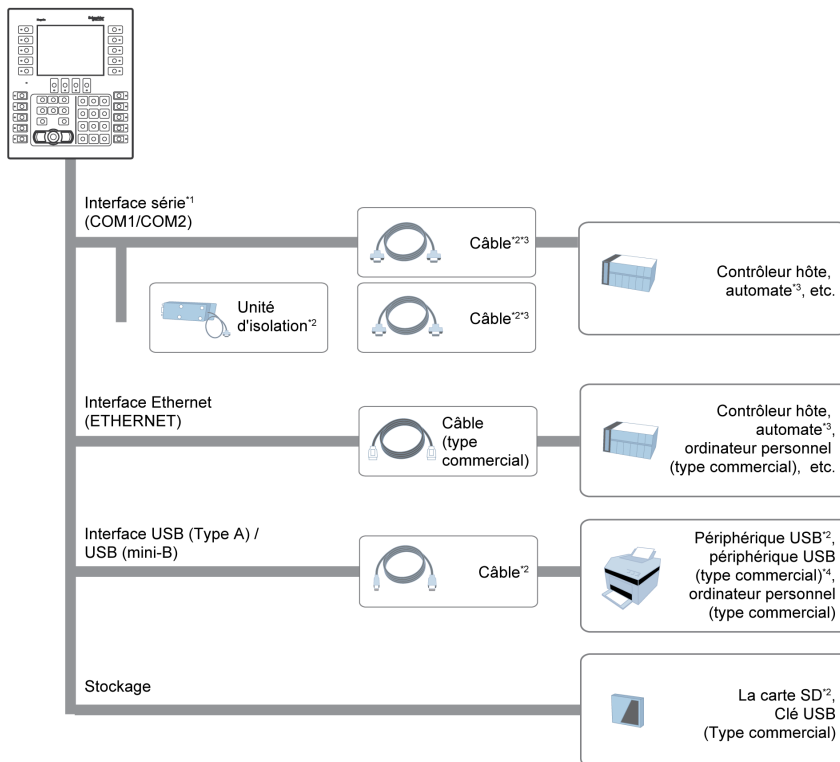 Interface série*1
(COM1/COM2)
Câble*2*3
Contrôleur hôte,
automate*3, etc.
Unité
d'isolation*2
Câble*2*3
Interface Ethernet
(ETHERNET)
Câble
(type
commercial)
Contrôleur hôte,
automate*3,
ordinateur personnel
(type commercial), etc.
Interface USB (Type A) /
USB (mini-B)
Câble*2
Périphérique USB*2,
périphérique USB
(type commercial)*4,
ordinateur personnel
(type commercial)
Stockage
La carte SD*2,
Clé USB
(Type commercial)